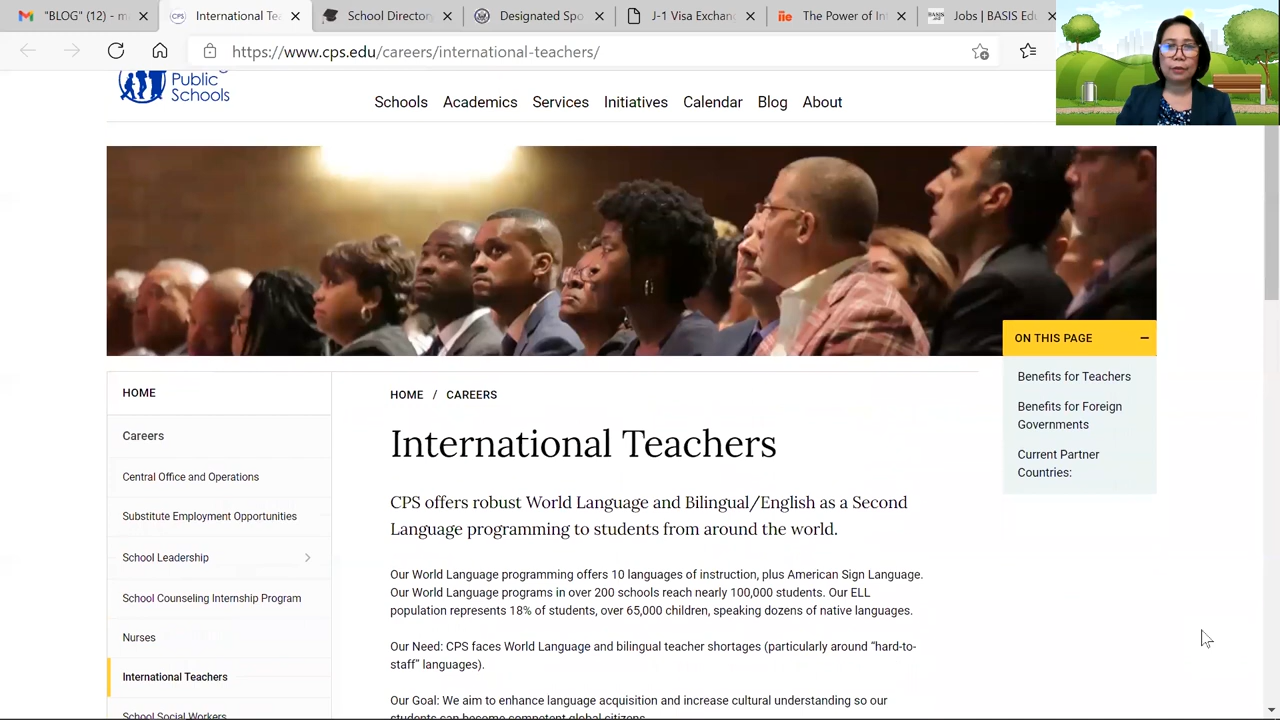 "BLOG" (12) - m
International Te
School Director
Designated Spo
J-1 Visa Exchan
The Power of Int
Jobs | BASIS Edu
https://www.cps.edu/careers/international-teachers/
Public
Schools
Schools Academics Services Initiatives Calendar Blog About
ON THIS PAGE
Benefits for Teachers
Benefits for Foreign
Governments
Current Partner
Countries:
HOME
Careers
Central Office and Operations
Substitute Employment Opportunities
School Leadership
School Counseling Internship Program
Nurses
International Teachers
School Social Workers
HOME / CAREERS
International Teachers
CPS offers robust World Language and Bilingual/English as a Second
Language programming to students from around the world.
Our World Language programming offers 10 languages of instruction, plus American Sign Language.
Our World Language programs in over 200 schools reach nearly 100,000 students. Our ELL
population represents 18% of students, over 65,000 children, speaking dozens of native languages.
Our Need: CPS faces World Language and bilingual teacher shortages (particularly around “hard-to-
staff” languages).
Our Goal: We aim to enhance language acquisition and increase cultural understanding so our
students can become competent global citizens.